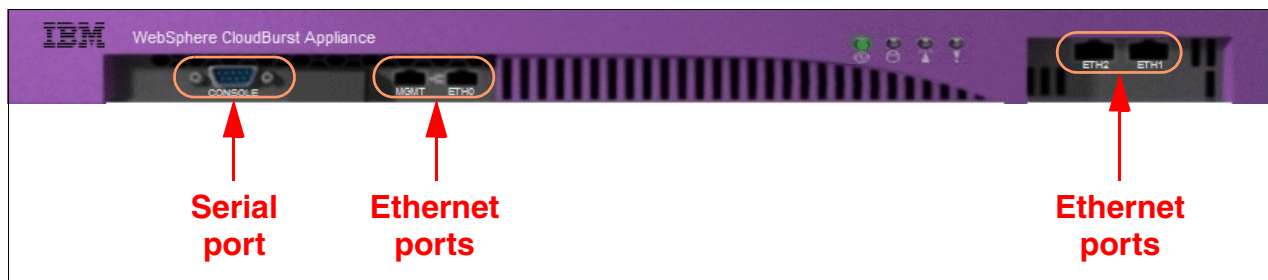 IBM WebSphere CloudBurst Appliance
CONSOLE
MGMT ETH0
ETH2 ETH1
Serial port
Ethernet ports
Ethernet ports